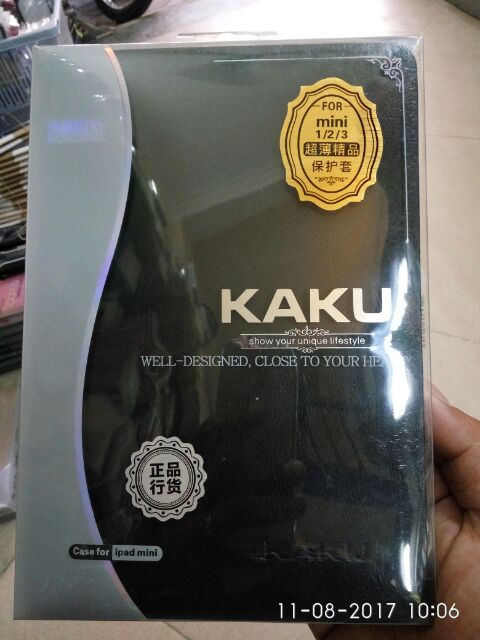 FOR
mini
1/2/3
超薄精品
保护套
KAKU
show your unique lifestyle
WELL-DESIGNED, CLOSE TO YOUR
正品
行货
Case for ipad mini
11-08-2017 10:06